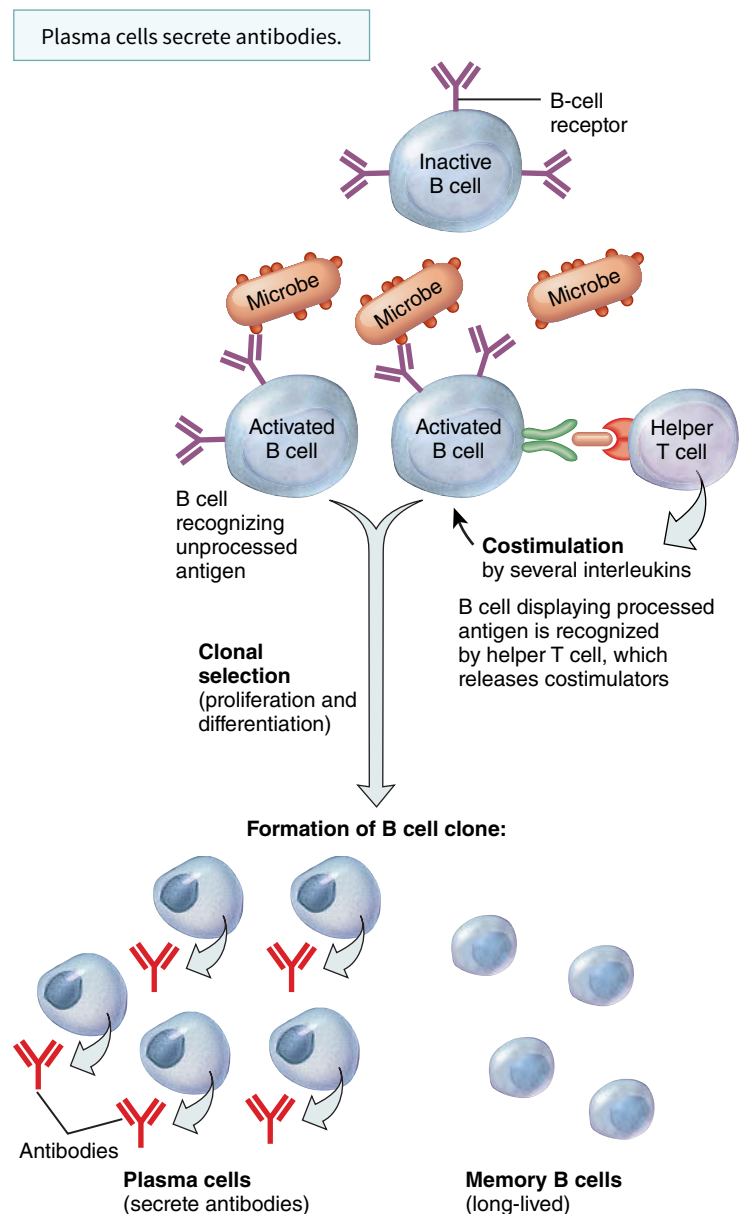 Plasma cells secrete antibodies.
B-cell
receptor
Inactive
B cell
Microbe
Microbe
Microbe
Activated
B cell
Activated
B cell
Helper
T cell
B cell
recognizing
unprocessed
antigen
Costimulation
by several interleukins
B cell displaying processed
antigen is recognized
by helper T cell, which
releases costimulators
Clonal
selection
(proliferation and
differentiation)
Formation of B cell clone:
Antibodies
Plasma cells
(secrete antibodies)
Memory B cells
(long-lived)